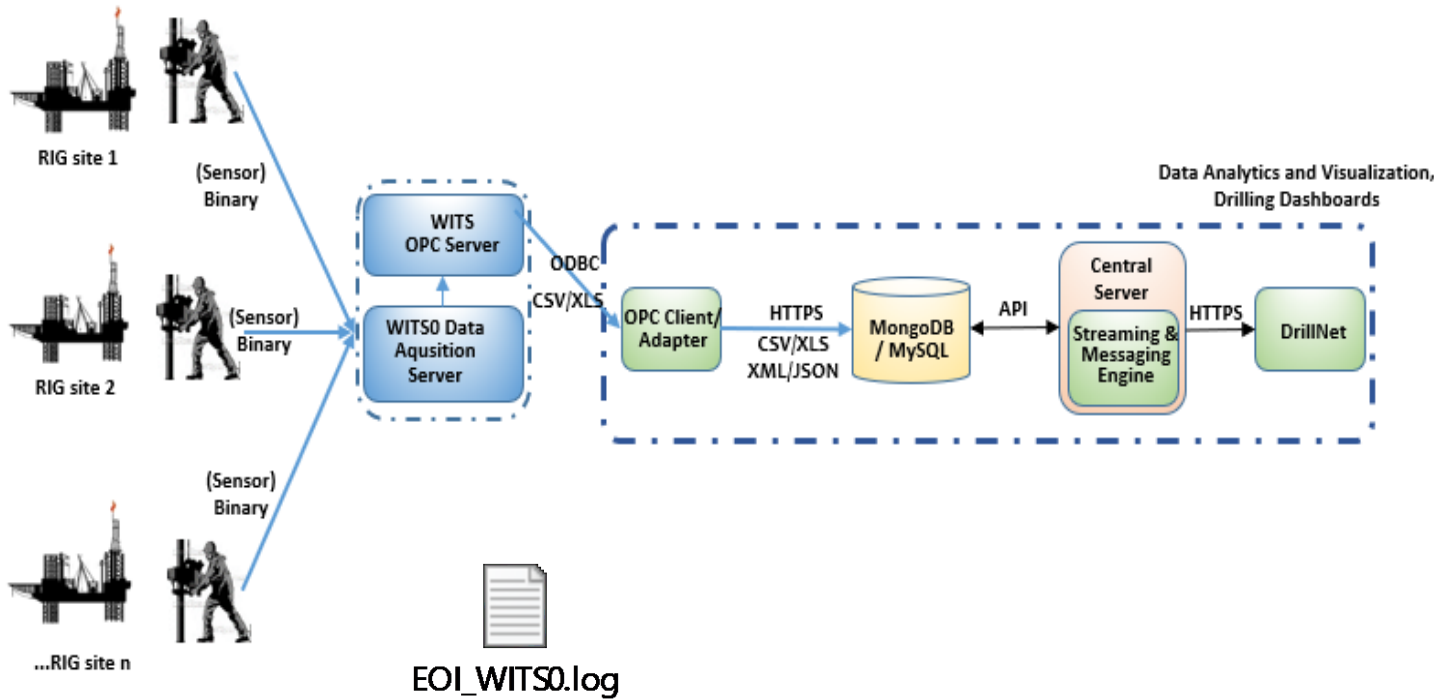 RIG site 1
(Sensor)
Binary
RIG site 2
(Sensor)
Binary
...RIG site n
(Sensor)
Binary
WITS
OPC Server
WITS0 Data
Aqusition
Server
ODBC
CSV/XLS
Data Analytics and Visualization,
Drilling Dashboards
OPC Client/
Adapter
HTTPS
CSV/XLS
XML/JSON
MongoDB
/ MySQL
API
Central
Server
Streaming &
Messaging
Engine
HTTPS
DrillNet
EOI_WITS0.log